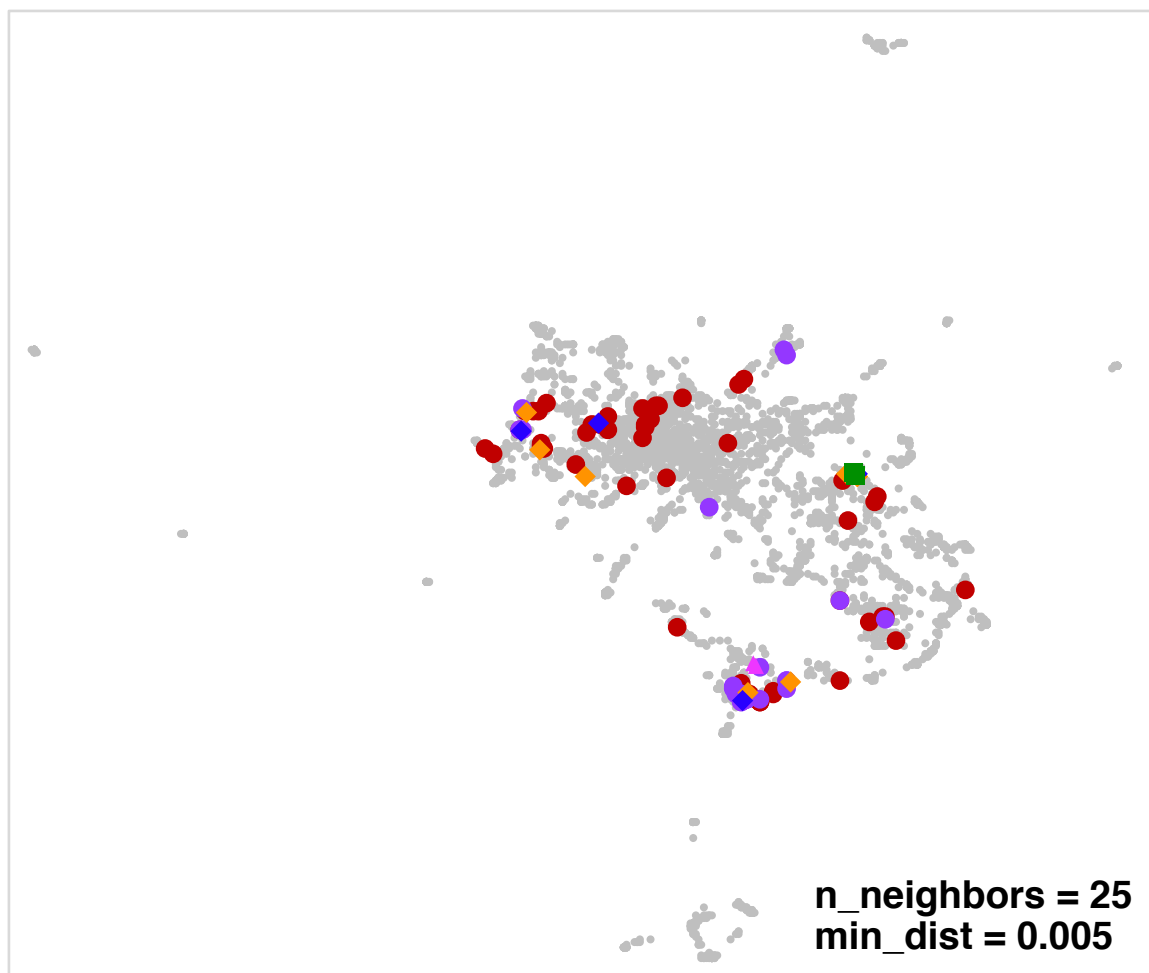 n_neighbors = 25
min_dist = 0.005